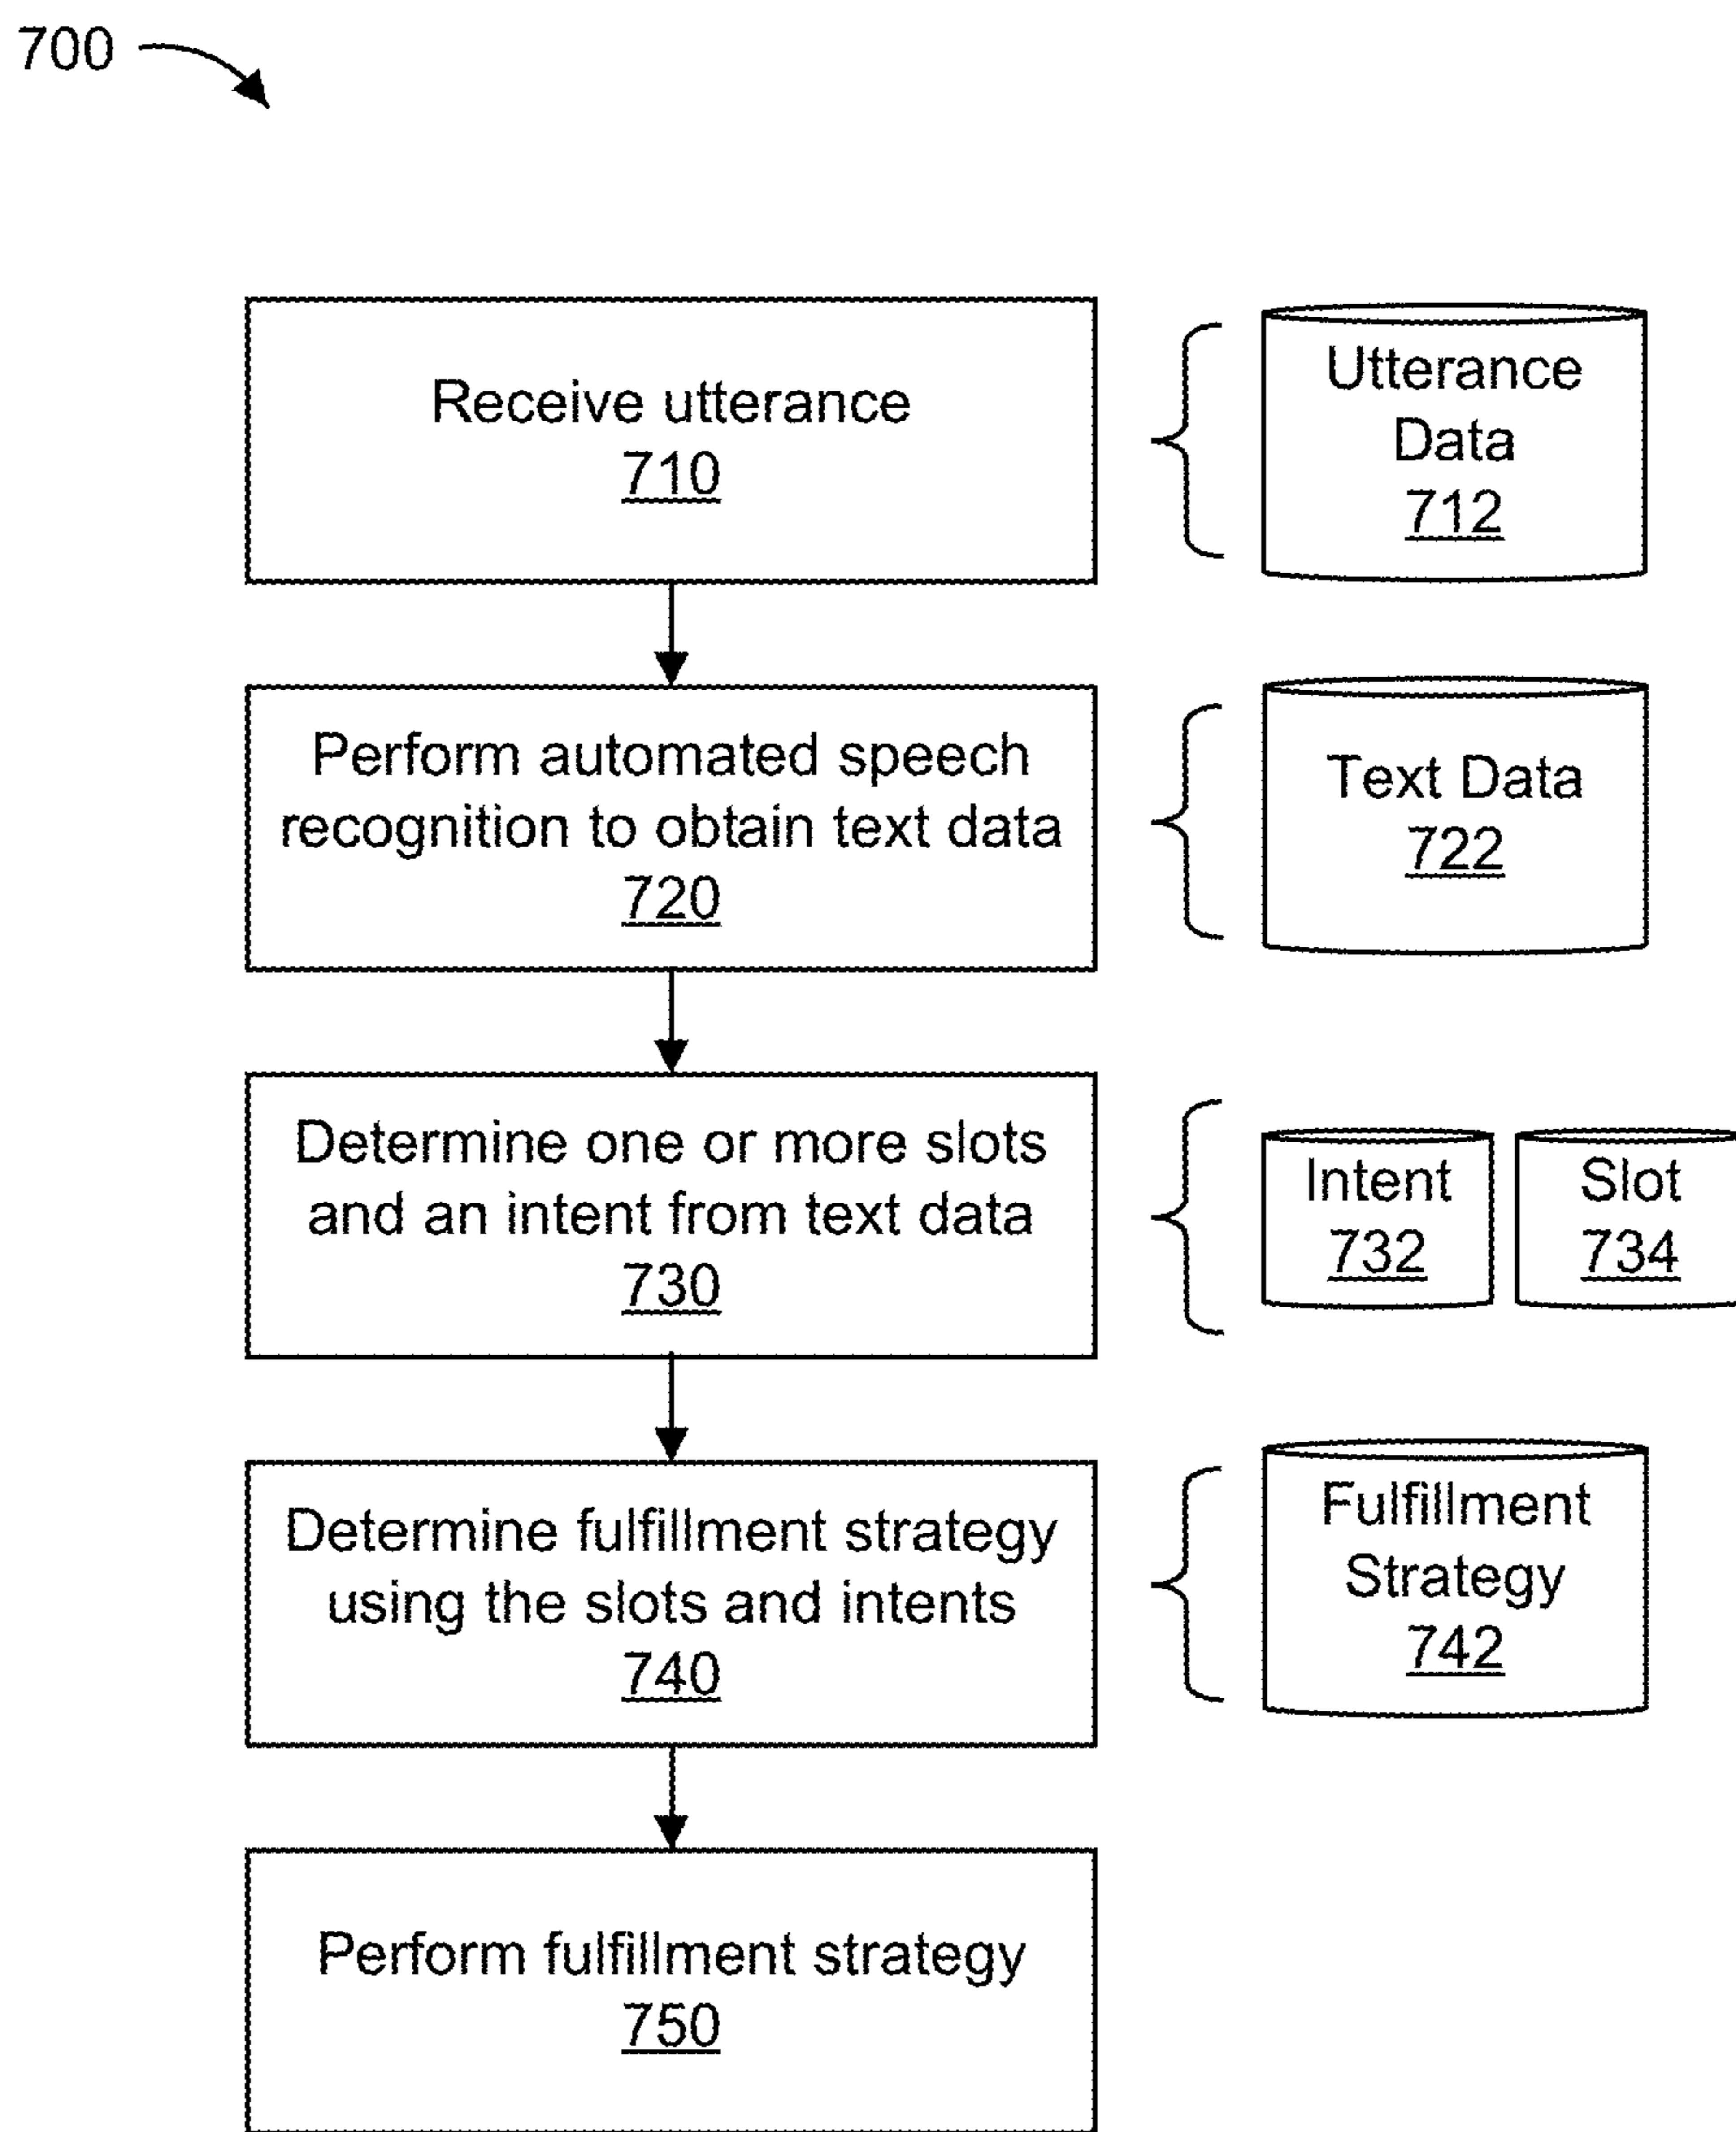 700
Receive utterance
710
Utterance
Data
712
Perform automated speech
recognition to obtain text data
720
Text Data
722
Determine one or more slots
and an intent from text data
730
Intent
732
Slot
734
Determine fulfillment strategy
using the slots and intents
740
Fulfillment
Strategy
742
Perform fulfillment strategy
750